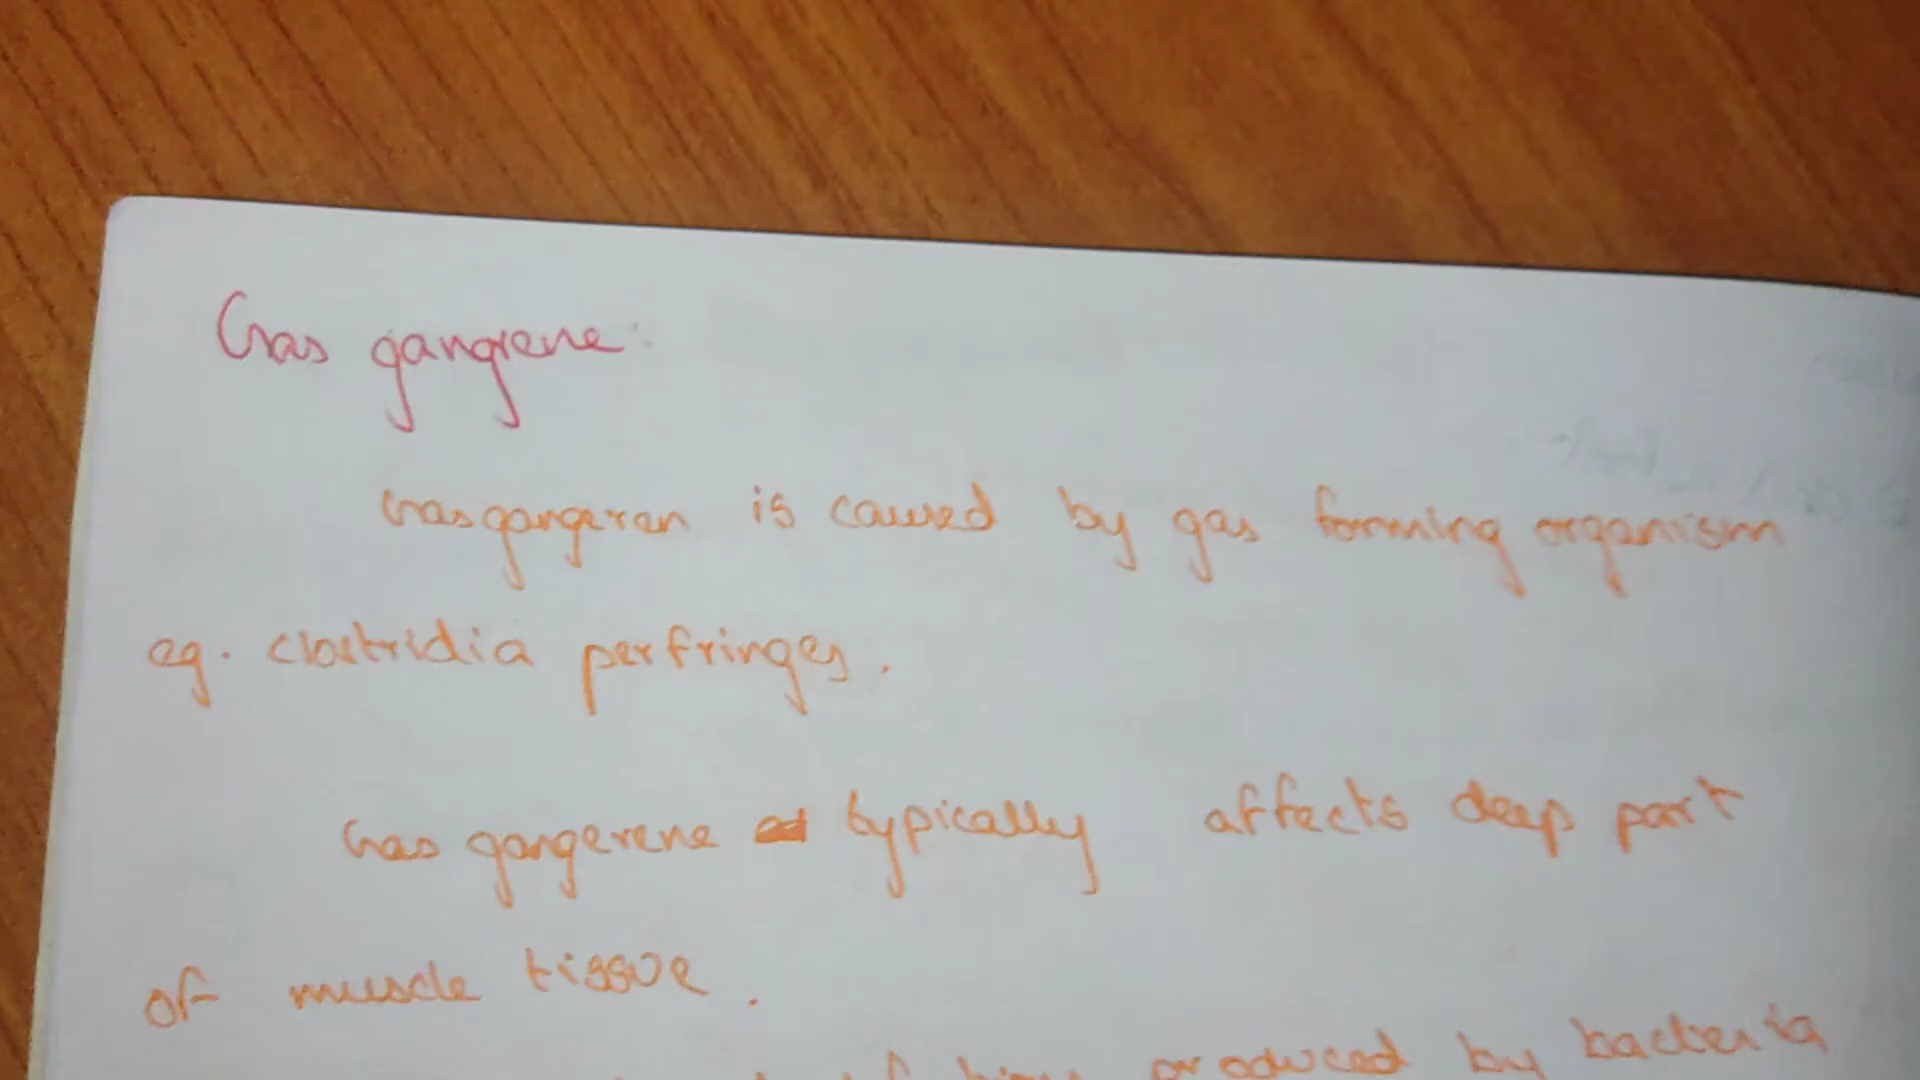 Gas gangrene:
Gasgangeren is caused by gas forming organism
eg. clostridia perfringes.
Gas gangerene typically affects deep part
of muscle tissue.
produced by bacteria